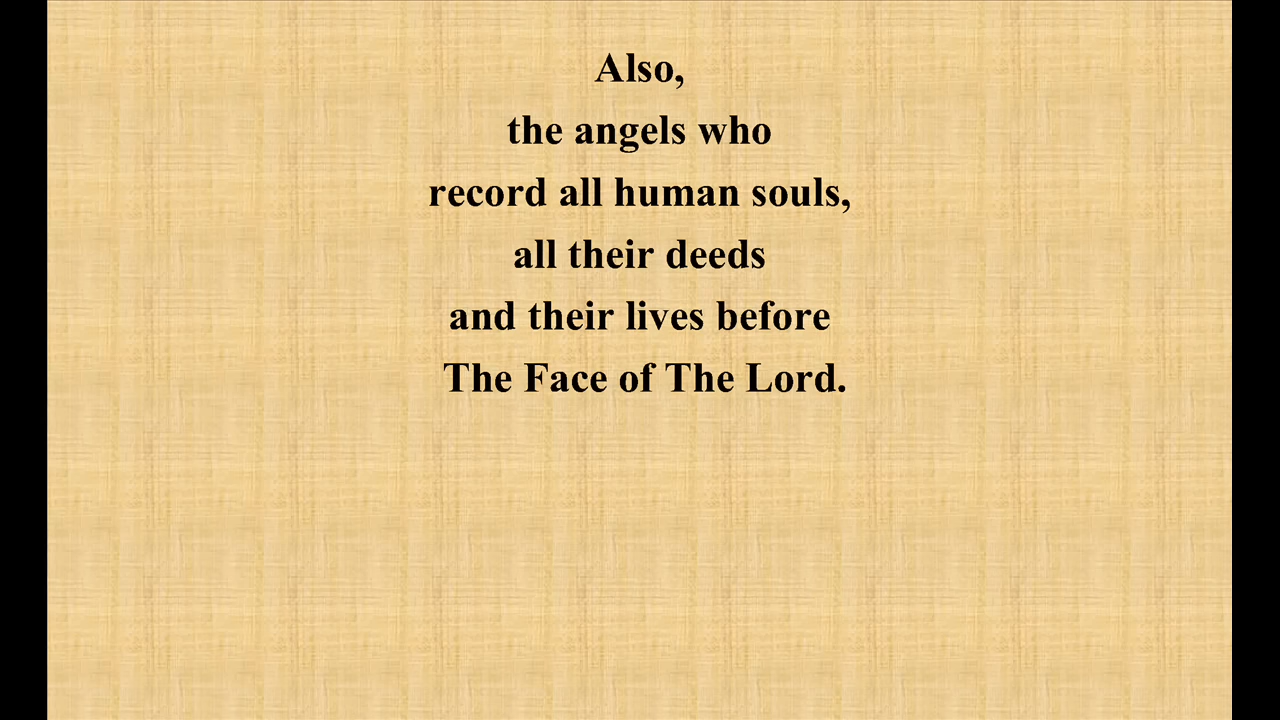 Also,
the angels who
record all human souls,
all their deeds
and their lives before
The Face of The Lord.